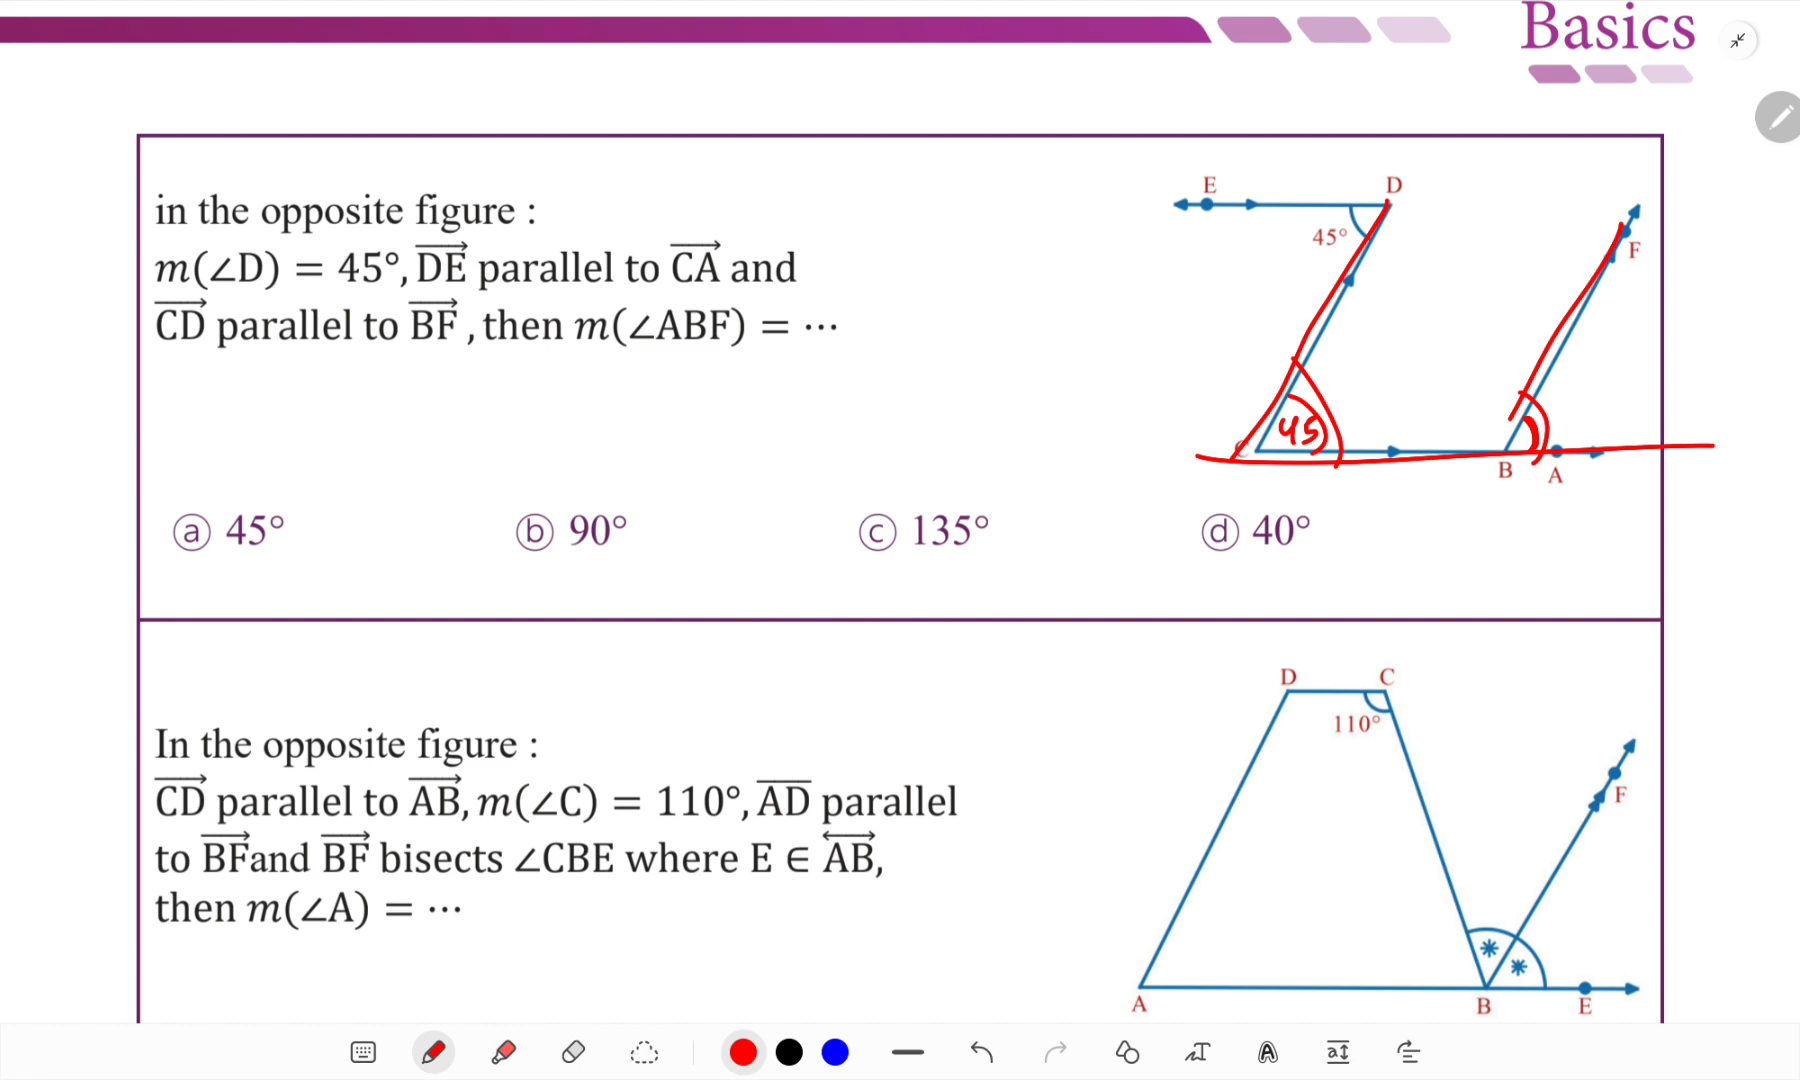 Basics
in the opposite figure :
m(∠D) = 45°, DE parallel to CA and
CD parallel to BF , then m(∠ABF) = ⋯
E
D
45°
F
C
45
B
A
ⓐ 45°
ⓑ 90°
ⓒ 135°
ⓓ 40°
In the opposite figure :
CD parallel to AB, m(∠C) = 110°, AD parallel
to BFand BF bisects ∠CBE where E ∈ AB,
then m(∠A) = ⋯
D
C
110°
F
*
*
A
B
E